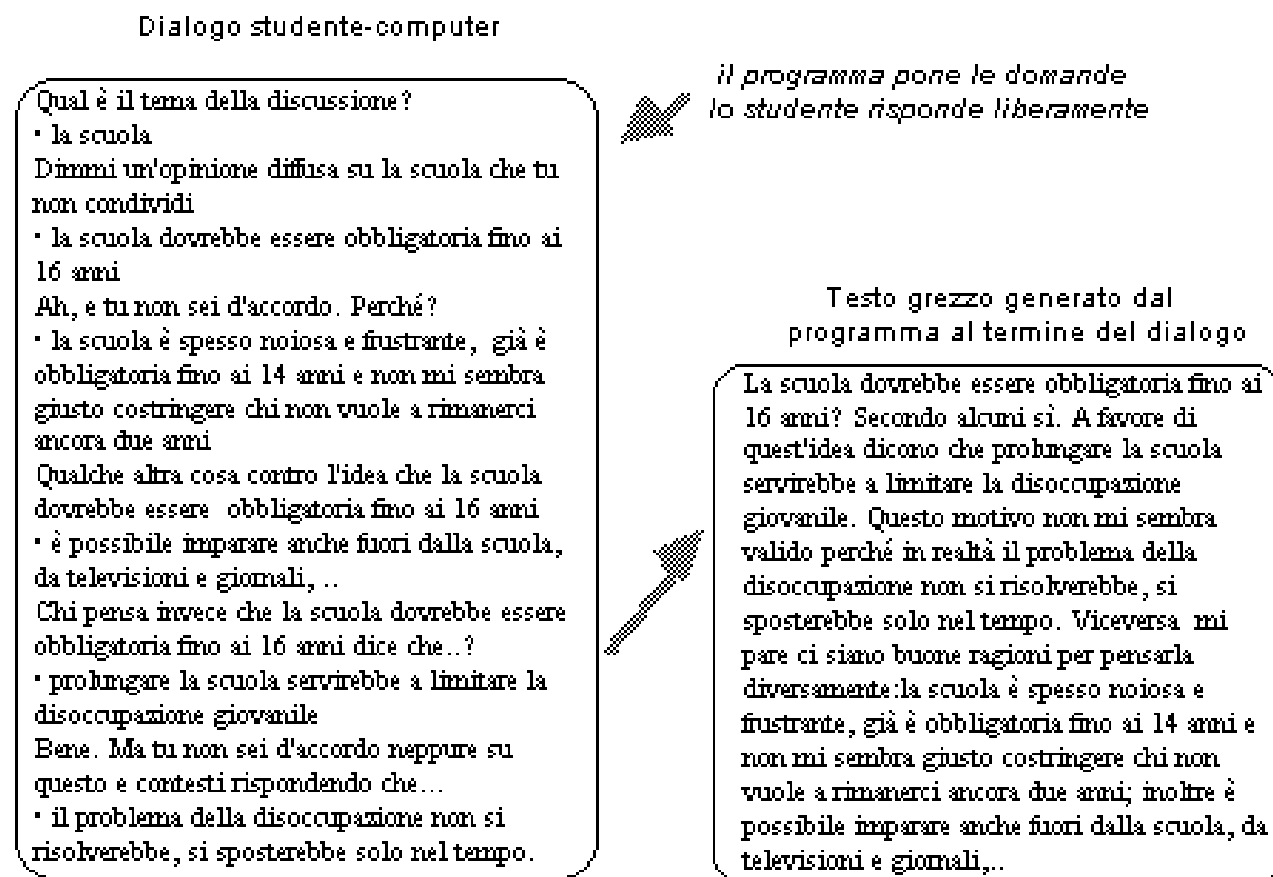 Dialogo studente-computer
Qual è il tema della discussione?
• la scuola
Dimmi un'opinione diffusa su la scuola che tu
non condividi
• la scuola dovrebbe essere obbligatoria fino ai
16 anni
Ah, e tu non sei d'accordo. Perché?
• la scuola è spesso noiosa e frustrante, già è
obbligatoria fino ai 14 anni e non mi sembra
giusto costringere chi non vuole a rimanerci
ancora due anni
Qualche altra cosa contro l'idea che la scuola
dovrebbe essere obbligatoria fino ai 16 anni
• è possibile imparare anche fuori dalla scuola,
da televisioni e giornali, ..
Chi pensa invece che la scuola dovrebbe essere
obbligatoria fino ai 16 anni dice che..?
• prolungare la scuola servirebbe a limitare la
disoccupazione giovanile
Bene. Ma tu non sei d'accordo neppure su
questo e contesti rispondendo che...
• il problema della disoccupazione non si
risolverebbe, si sposterebbe solo nel tempo.
il programma pone le domande
lo studente risponde liberamente
Testo grezzo generato dal
programma al termine del dialogo
La scuola dovrebbe essere obbligatoria fino ai
16 anni? Secondo alcuni sì. A favore di
quest'idea dicono che prolungare la scuola
servirebbe a limitare la disoccupazione
giovanile. Questo motivo non mi sembra
valido perché in realtà il problema della
disoccupazione non si risolverebbe, si
sposterebbe solo nel tempo. Viceversa mi
pare ci siano buone ragioni per pensarla
diversamente:la scuola è spesso noiosa e
frustrante, già è obbligatoria fino ai 14 anni e
non mi sembra giusto costringere chi non
vuole a rimanerci ancora due anni; inoltre è
possibile imparare anche fuori dalla scuola, da
televisioni e giornali,..